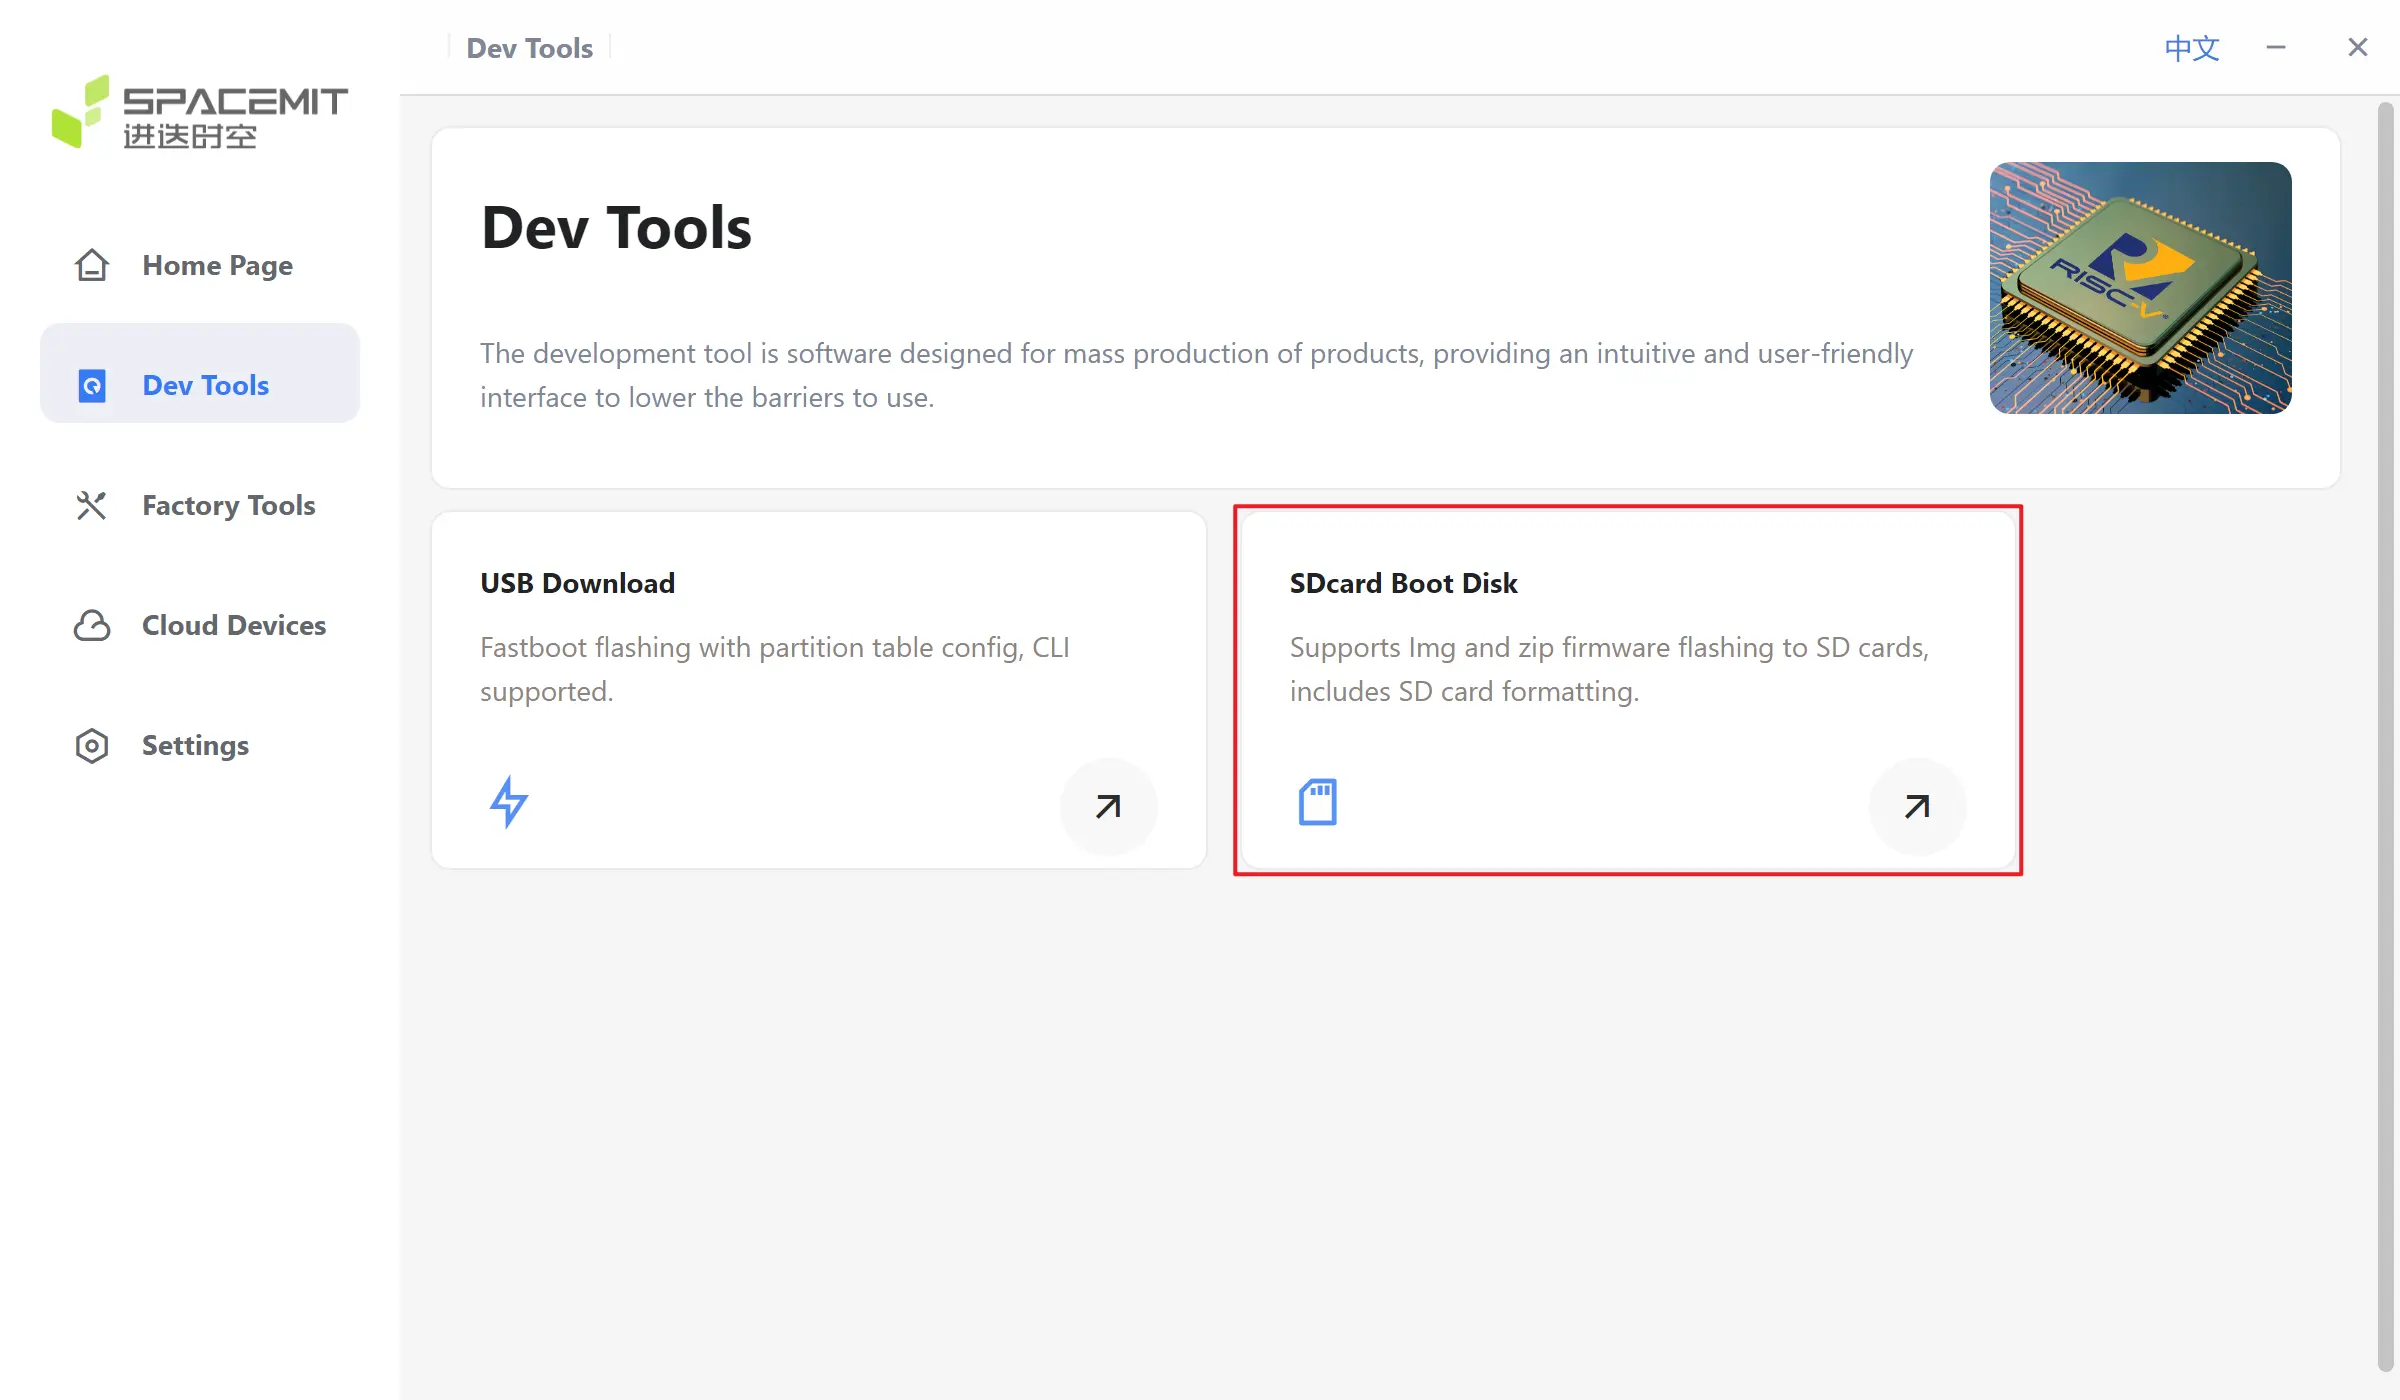 SPACEMIT
进迭时空
Home Page
Dev Tools
Factory Tools
Cloud Devices
Settings
Dev Tools
中文
Dev Tools
The development tool is software designed for mass production of products, providing an intuitive and user-friendly
interface to lower the barriers to use.
RISC-V
USB Download
Fastboot flashing with partition table config, CLI
supported.
SDcard Boot Disk
Supports Img and zip firmware flashing to SD cards,
includes SD card formatting.